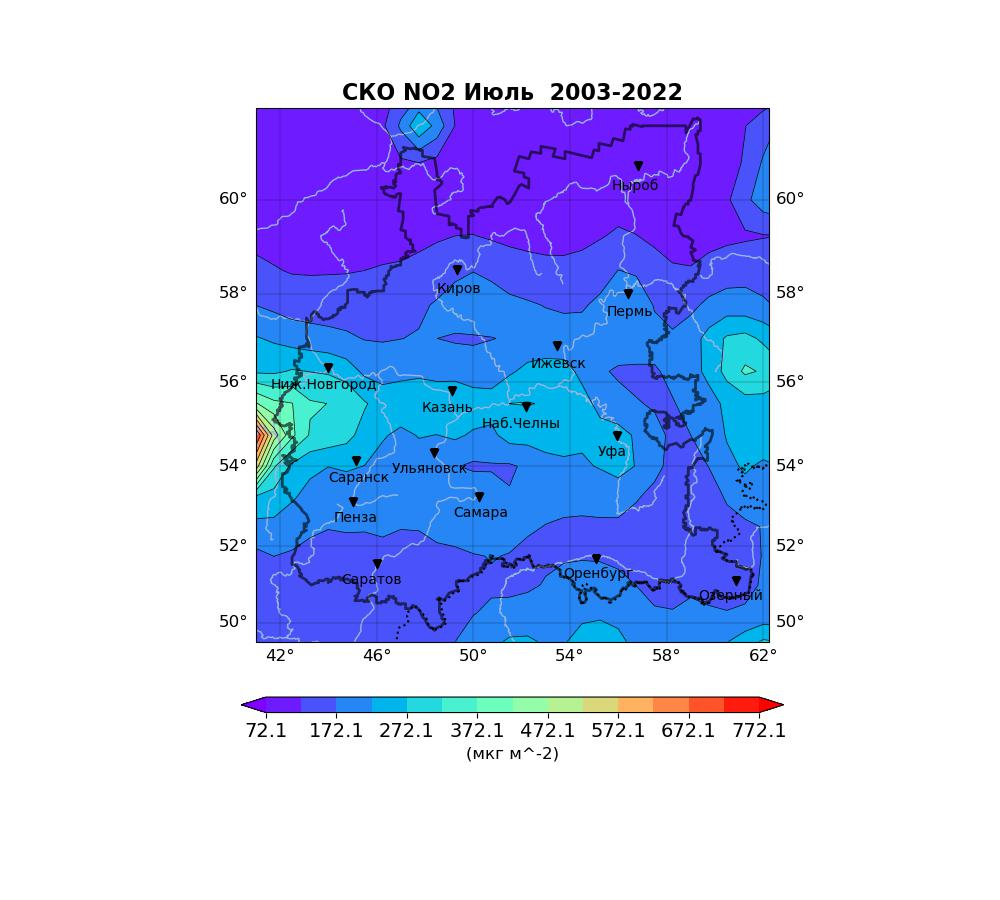 СКО NO2 Июль  2003-2022
60° 60°
Ныроб
58° 58°
Киров
Пермь
Ижевск
56° 56°
Ниж.Новгород
Казань
Наб.Челны
Уфа
54° 54°
Ульяновск
Саранск
Самара
Пенза
52° 52°
Оренбург
Саратов
Озерный
50° 50°
42° 46° 50° 54° 58° 62°
72.1 172.1 272.1 372.1 472.1 572.1 672.1 772.1
(мкг м^-2)